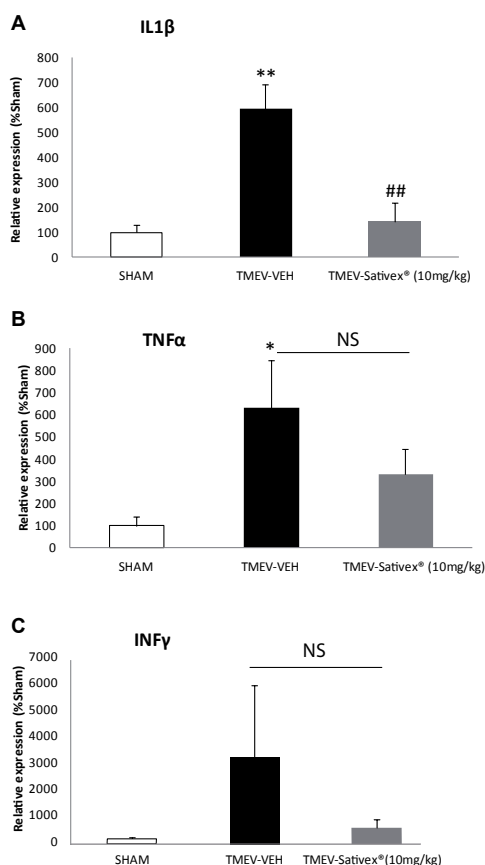 A
IL1β
Relative expression (%Sham)
800
700
600
500
400
300
200
100
0
**
##
SHAM
TMEV-VEH
TMEV-Sativex® (10mg/kg)
B
TNFα
Relative expression (%Sham)
900
800
700
600
500
400
300
200
100
0
*
NS
SHAM
TMEV-VEH
TMEV-Sativex® (10mg/kg)
C
INFγ
Relative expression (%Sham)
7000
6000
5000
4000
3000
2000
1000
0
NS
SHAM
TMEV-VEH
TMEV-Sativex®(10mg/kg)